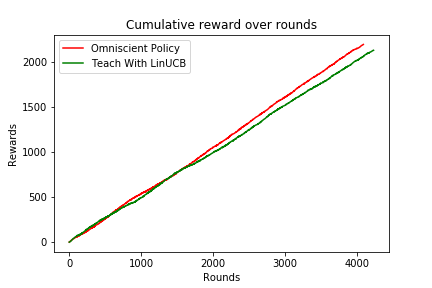 Cumulative reward over rounds
Omniscient Policy
Teach With LinUCB
2000
1500
1000
500
0
Rewards
0 1000 2000 3000 4000
Rounds